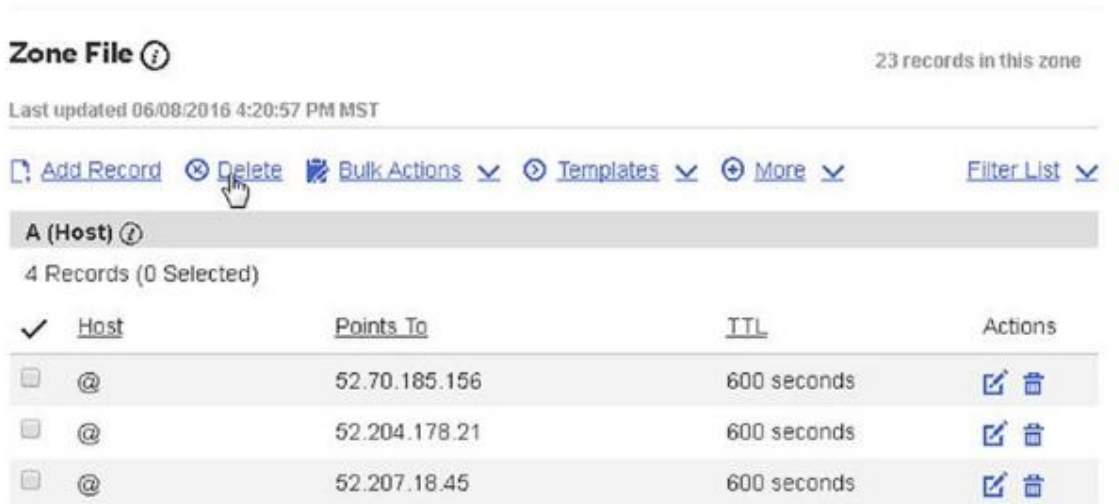 Zone File
23 records in this zone
Last updated 06/08/2016 4:20:57 PM MST
Add Record Delete Bulk Actions Templates More Filter List
A (Host)
4 Records (0 Selected)
Host Points To TTL Actions
@ 52.70.185.156 600 seconds
@ 52.204.178.21 600 seconds
@ 52.207.18.45 600 seconds